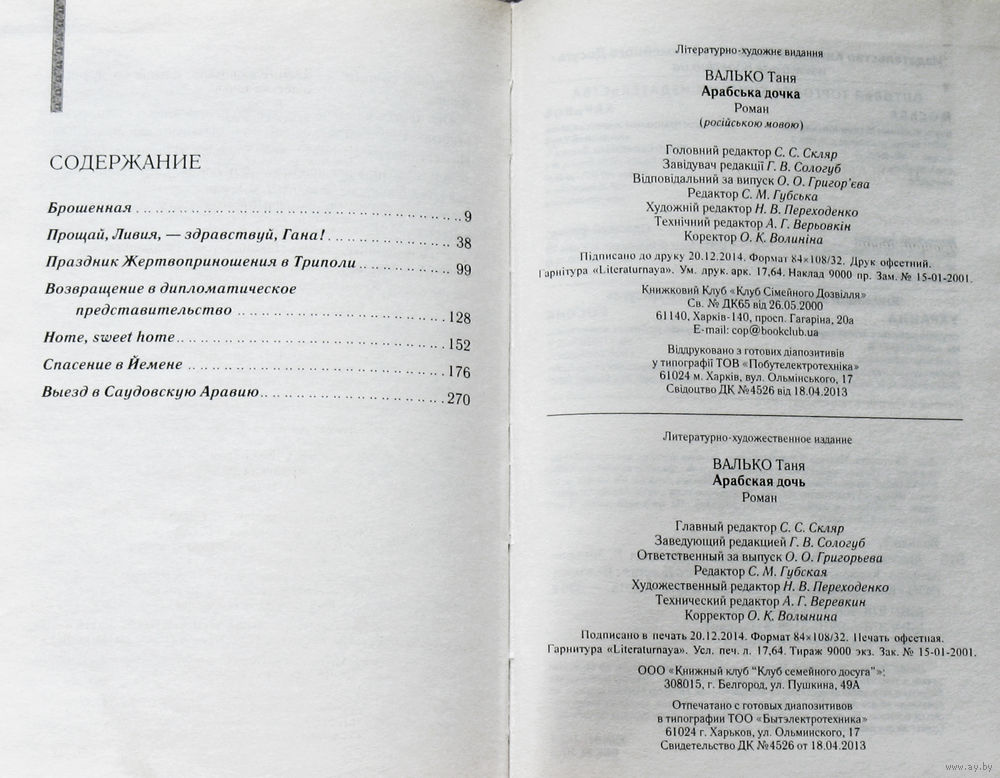 СОДЕРЖАНИЕ
Брошенная . . . . . . . . . . . . . . . . . . . . . . . . . . . . 9
Прощай, Ливия, — здравствуй, Гана! . . . . . . . . . . . . 38
Праздник Жертвоприношения в Триполи . . . . . . . . . . 99
Возвращение в дипломатическое
представительство . . . . . . . . . . . . . . . . . . . . 128
Home, sweet home . . . . . . . . . . . . . . . . . . . . . . 152
Спасение в Йемене . . . . . . . . . . . . . . . . . . . . . 176
Выезд в Саудовскую Аравию . . . . . . . . . . . . . . . . 270
Літературно-художнє видання
ВАЛЬКО Таня
Арабська дочка
Роман
(російською мовою)
Головний редактор С. С. Скляр
Завідувач редакції Г. В. Сологуб
Відповідальний за випуск О. О. Григор’єва
Редактор С. М. Губська
Художній редактор Н. В. Переходенко
Технічний редактор А. Г. Верьовкін
Коректор О. К. Волиніна
Підписано до друку 20.12.2014. Формат 84×108/32. Друк офсетний.
Гарнітура «Literaturnaya». Ум. друк. арк. 17,64. Наклад 9000 пр. Зам. № 15-01-2001.
Книжковий Клуб «Клуб Сімейного Дозвілля»
Св. № ДК65 від 26.05.2000
61140, Харків-140, просп. Гагаріна, 20а
E-mail: cop@bookclub.ua
Віддруковано з готових діапозитивів
у типографії ТОВ «Побутелектротехніка»
61024 м. Харків, вул. Ольмінського, 17
Свідоцтво ДК №4526 від 18.04.2013
Литературно-художественное издание
ВАЛЬКО Таня
Арабская дочь
Роман
Главный редактор С. С. Скляр
Заведующий редакцией Г. В. Сологуб
Ответственный за выпуск О. О. Григорьева
Редактор С. М. Губская
Художественный редактор Н. В. Переходенко
Технический редактор А. Г. Веревкин
Корректор О. К. Волынина
Подписано в печать 20.12.2014. Формат 84×108/32. Печать офсетная.
Гарнитура «Literaturnaya». Усл. печ. л. 17,64. Тираж 9000 экз. Зак. № 15-01-2001.
ООО «Книжный клуб “Клуб семейного досуга”»:
308015, г. Белгород, ул. Пушкина, 49А
Отпечатано с готовых диапозитивов
в типографии ТОО «Бытэлектротехника»
61024 г. Харьков, ул. Ольминского, 17
Свидетельство ДК №4526 от 18.04.2013
www.ay.by